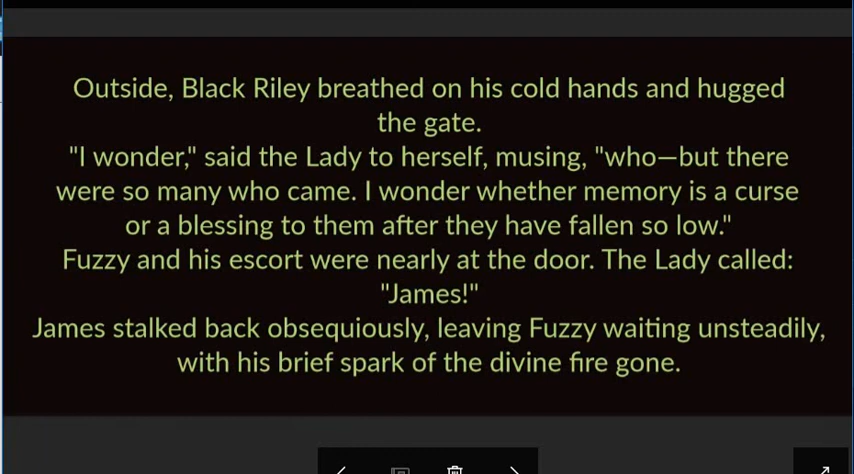 Outside, Black Riley breathed on his cold hands and hugged
the gate.
"I wonder," said the Lady to herself, musing, "who—but there
were so many who came. I wonder whether memory is a curse
or a blessing to them after they have fallen so low."
Fuzzy and his escort were nearly at the door. The Lady called:
"James!"
James stalked back obsequiously, leaving Fuzzy waiting unsteadily,
with his brief spark of the divine fire gone.